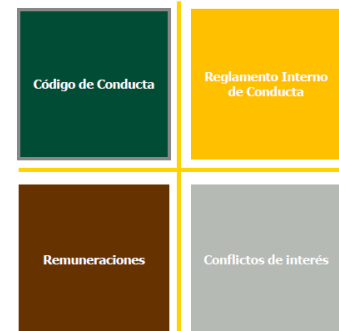 Código de Conducta
Reglamento Interno
de Conducta
Remuneraciones
Conflictos de interés